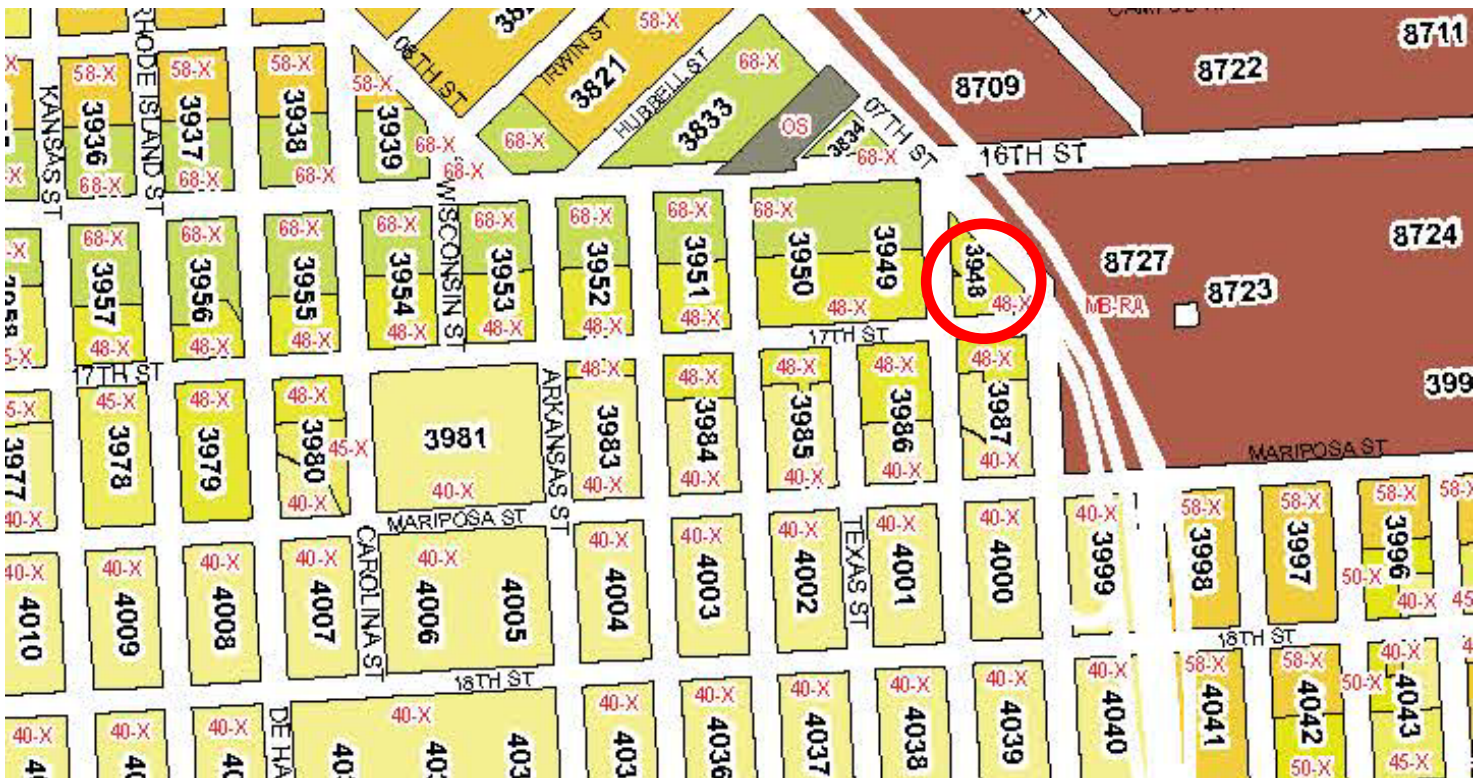 58-X
8711
06TH ST
IRWIN ST
8722
RHODE ISLAND ST
58-X
58-X
58-X
58-X
3821
HUBBELL ST
68-X
8709
KANSAS ST
3936
3937
3938
3939
68-X
68-X
3833
OS
3834
07TH ST
68-X
16TH ST
68-X
68-X
68-X
68-X
WISCONSIN ST
68-X
68-X
68-X
68-X
68-X
68-X
68-X
68-X
3957
3956
3955
3954
3953
3952
3951
3950
3949
3948
8727
8724
8723
MB-RA
48-X
48-X
48-X
48-X
48-X
48-X
48-X
48-X
48-X
17TH ST
17TH ST
45-X
48-X
48-X
ARKANSAS ST
48-X
48-X
48-X
48-X
48-X
3977
3978
3979
3980
45-X
3981
3983
3984
3985
3986
3987
40-X
40-X
40-X
40-X
40-X
40-X
40-X
40-X
MARIPOSA ST
MARIPOSA ST
CAROLINA ST
TEXAS ST
40-X
40-X
40-X
40-X
40-X
40-X
40-X
40-X
40-X
40-X
40-X
58-X
58-X
58-X
4010
4009
4008
4007
4006
4005
4004
4003
4002
4001
4000
3999
3998
3997
3996
50-X
40-X
18TH ST
18TH ST
40-X
40-X
40-X
40-X
40-X
40-X
40-X
40-X
40-X
40-X
58-X
58-X
40-X
50-X
4036
4037
4038
4039
4040
4041
4042
4043
50-X
45-X